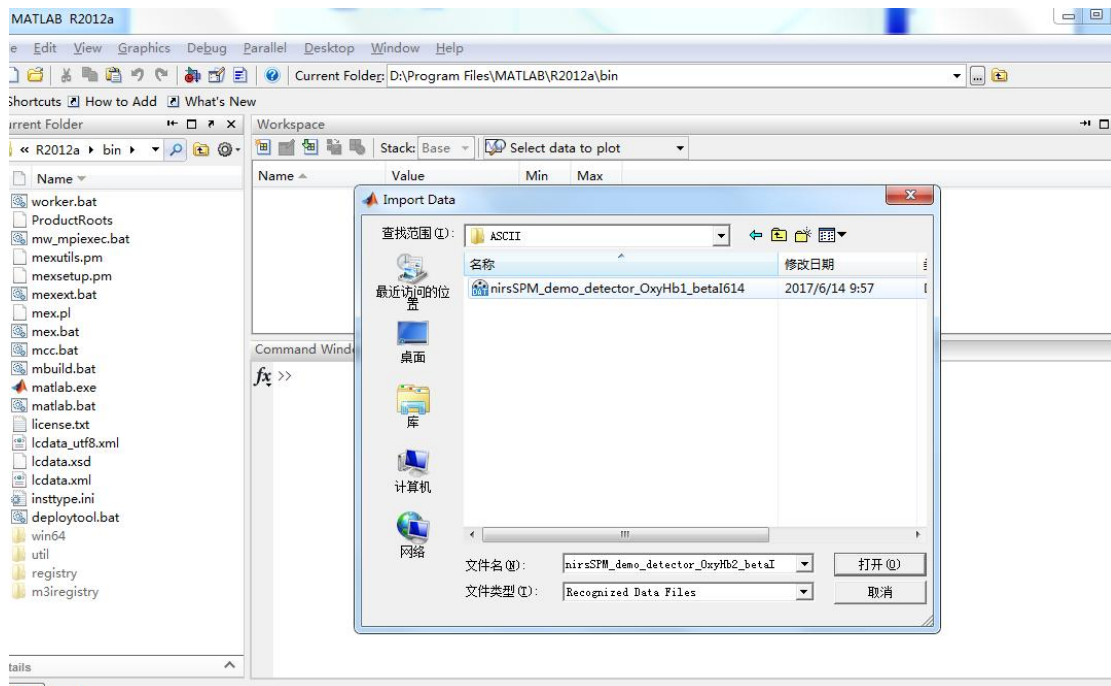 MATLAB R2012a
e Edit View Graphics Debug Parallel Desktop Window Help
Current Folder: D:\Program Files\MATLAB\R2012a\bin
Shortcuts How to Add What's New
urrent Folder
Workspace
« R2012a bin
Stack: Base Select data to plot
Name
Name Value Min Max
worker.bat
ProductRoots
mw_mpiexec.bat
mexutils.pm
mexsetup.pm
mexext.bat
mex.pl
mex.bat
mcc.bat
mbuild.bat
matlab.exe
matlab.bat
license.txt
lcdata_utf8.xml
lcdata.xsd
lcdata.xml
insttype.ini
deploytool.bat
win64
util
registry
m3iregistry
tails
Command Wind
fx >>
Import Data
查找范围(I): ASCII
名称 修改日期
nirsSPM_demo_detector_OxyHb1_betaI614 2017/6/14 9:57
最近访问的位置
桌面
库
计算机
网络
文件名(N): nirsSPM_demo_detector_OxyHb2_betaI 打开(O)
文件类型(T): Recognized Data Files 取消